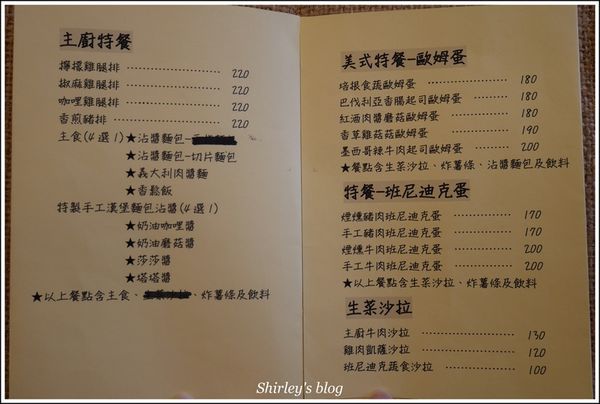 主廚特餐
檸檬雞腿排 ........................ 220
椒麻雞腿排 ........................ 220
咖哩雞腿排 ........................ 220
香煎豬排 ........................ 220
主食(4選1)★沾醬麵包-
★沾醬麵包-切片麵包
★義大利肉醬麵
★香鬆飯
特製手工漢堡麵包沾醬(4選1)
★奶油咖哩醬
★奶油蘑菇醬
★莎莎醬
★塔塔醬
★以上餐點含主食、、炸薯條及飲料
美式特餐-歐姆蛋
培根食蔬歐姆蛋 ........................ 180
巴伐利亞香腸起司歐姆蛋 ............ 180
紅酒肉醬蘑菇歐姆蛋 ............ 180
香草雞菇菇歐姆蛋 ............ 190
墨西哥辣牛肉起司歐姆蛋 ............ 180
★餐點含生菜沙拉、炸薯條、沾醬麵包及飲料
特餐-班尼迪克蛋
煙燻豬肉班尼迪克蛋 ............ 170
手工豬肉班尼迪克蛋 ............ 170
煙燻牛肉班尼迪克蛋 ............ 200
手工牛肉班尼迪克蛋 ............ 200
★以上餐點含生菜沙拉、炸薯條及飲料
生菜沙拉
主廚牛肉沙拉 ........................ 130
雞肉凱薩沙拉 ........................ 120
班尼迪克蔬食沙拉 .................. 100
Shirley's blog